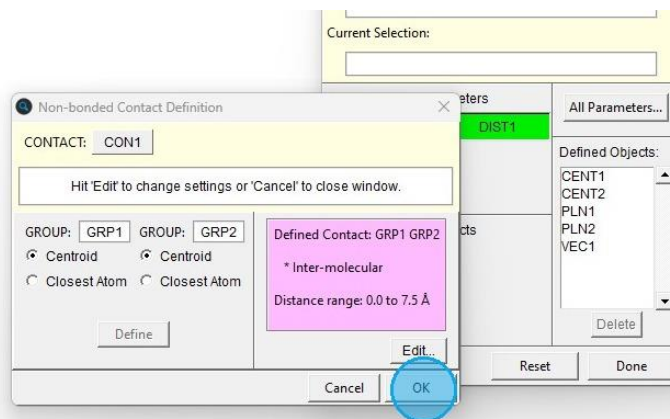 Current Selection:
eters
All Parameters...
DIST1
Defined Objects:
CENT1
CENT2
PLN1
PLN2
VEC1
cts
Delete
Reset
Done
Non-bonded Contact Definition
CONTACT: CON1
Hit 'Edit' to change settings or 'Cancel' to close window.
GROUP: GRP1 GROUP: GRP2
Centroid Centroid
Closest Atom Closest Atom
Define
Defined Contact: GRP1 GRP2
* Inter-molecular
Distance range: 0.0 to 7.5 Å
Edit...
Cancel
OK